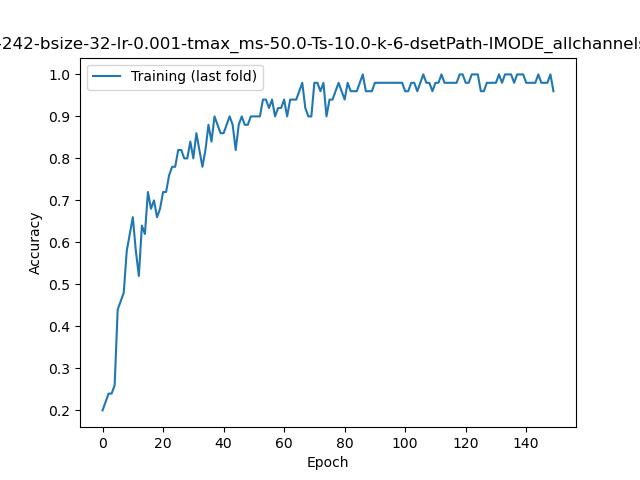 -242-bsize-32-lr-0.001-tmax_ms-50.0-Ts-10.0-k-6-dsetPath-IMODE_allchannels
Training (last fold)
1.0
0.9
0.8
0.7
0.6
0.5
0.4
0.3
0.2
Accuracy
0 20 40 60 80 100 120 140
Epoch